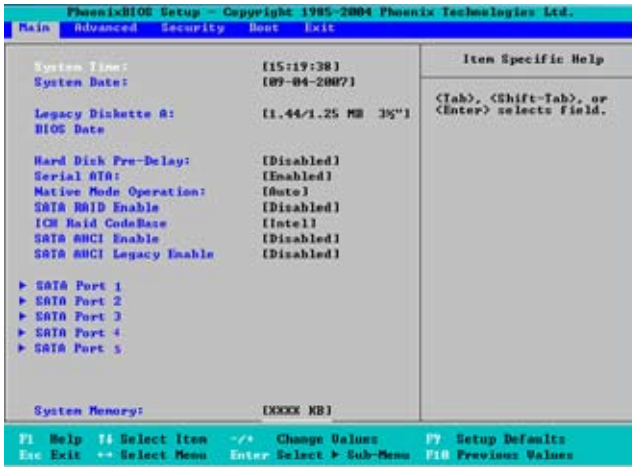 PhoenixBIOS Setup - Copyright 1985-2004 Phoenix Technologies Ltd.
Main Advanced Security Boot Exit
System Time: [15:19:38]
System Date: [09-04-2007]
Legacy Diskette A: [1.44/1.25 MB 3½"]
BIOS Date
Hard Disk Pre-Delay: [Disabled]
Serial ATA: [Enabled]
Native Mode Operation: [Auto]
SATA RAID Enable [Disabled]
ICH Raid CodeBase [Intel]
SATA AHCI Enable [Disabled]
SATA AHCI Legacy Enable [Disabled]
▶ SATA Port 1
▶ SATA Port 2
▶ SATA Port 3
▶ SATA Port 4
▶ SATA Port 5
System Memory: [XXXX KB]
Item Specific Help
<Tab>, <Shift-Tab>, or
<Enter> selects field.
F1 Help ↑↓ Select Item -/+ Change Values F9 Setup Defaults
Esc Exit ↔ Select Menu Enter Select ▶ Sub-Menu F10 Previous Values